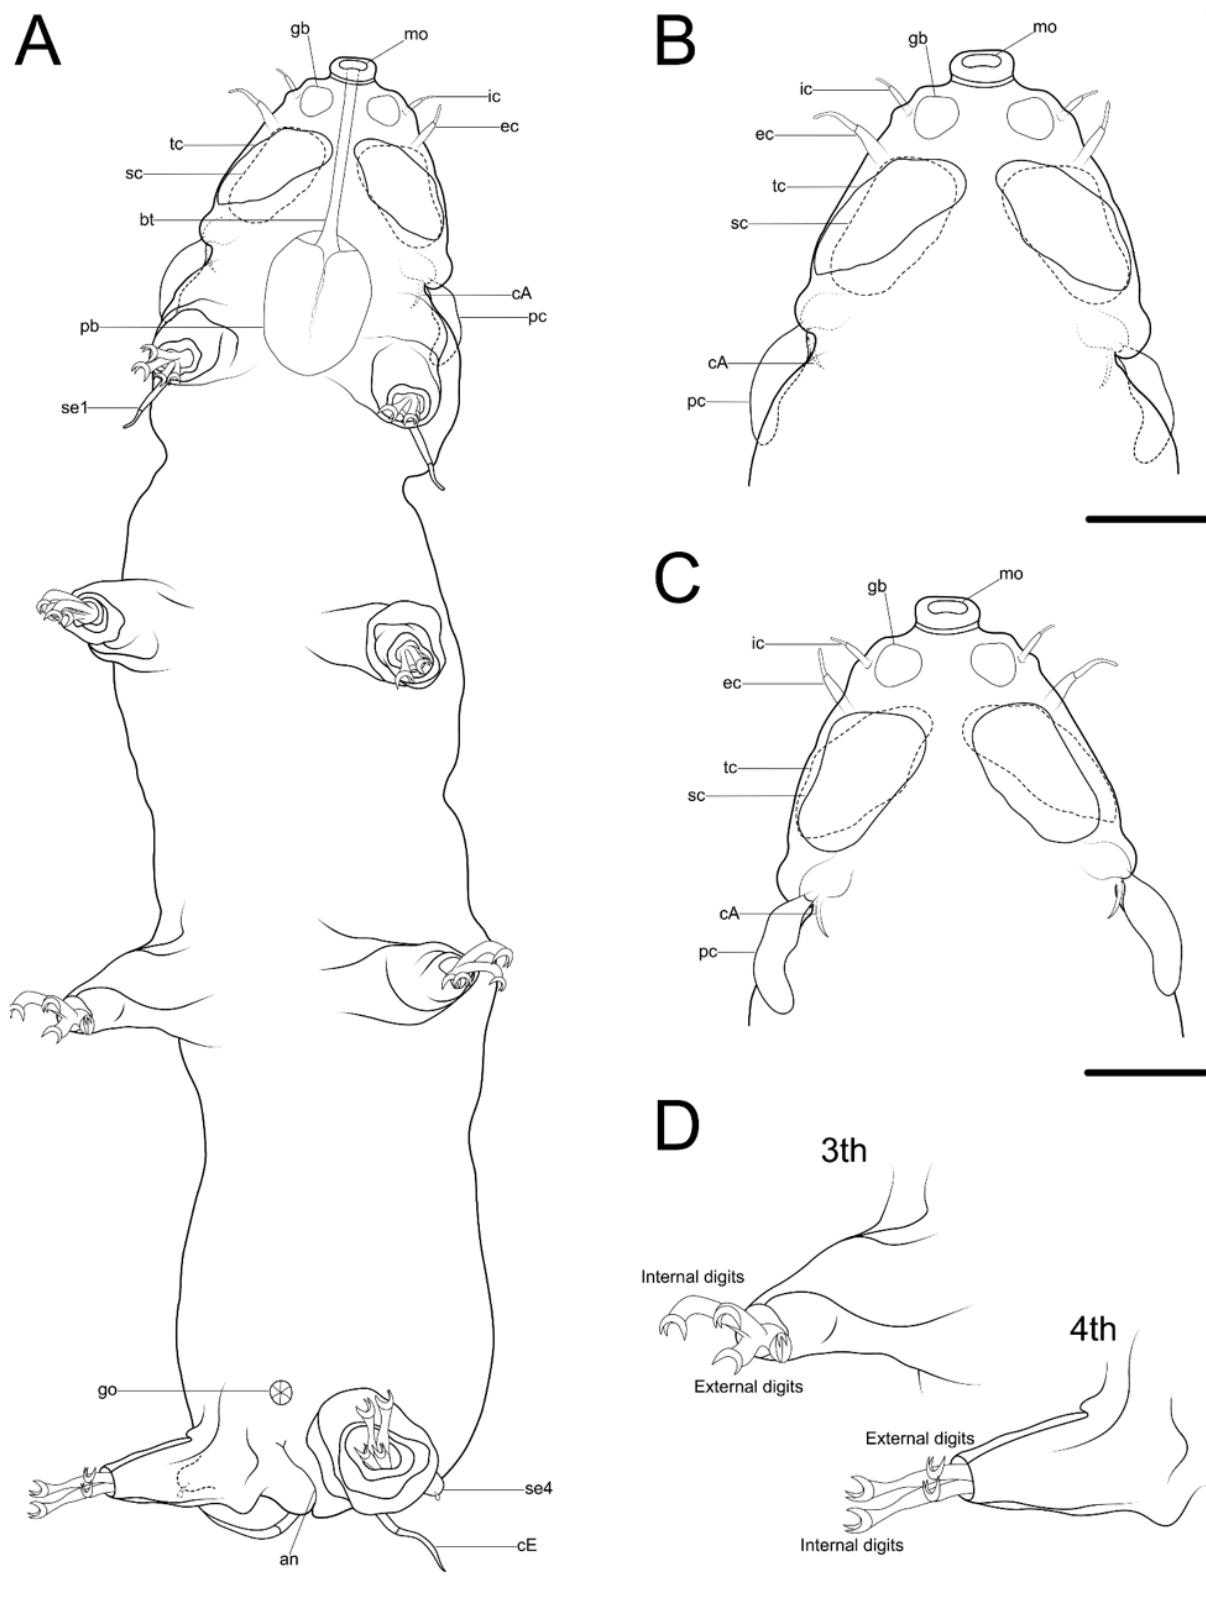 A
gb
mo
ic
ec
tc
sc
bt
cA
pc
pb
se1
go
se4
cE
an
B
mo
gb
ic
ec
tc
sc
cA
pc
C
mo
gb
ic
ec
tc
sc
cA
pc
D
3th
Internal digits
External digits
4th
External digits
Internal digits